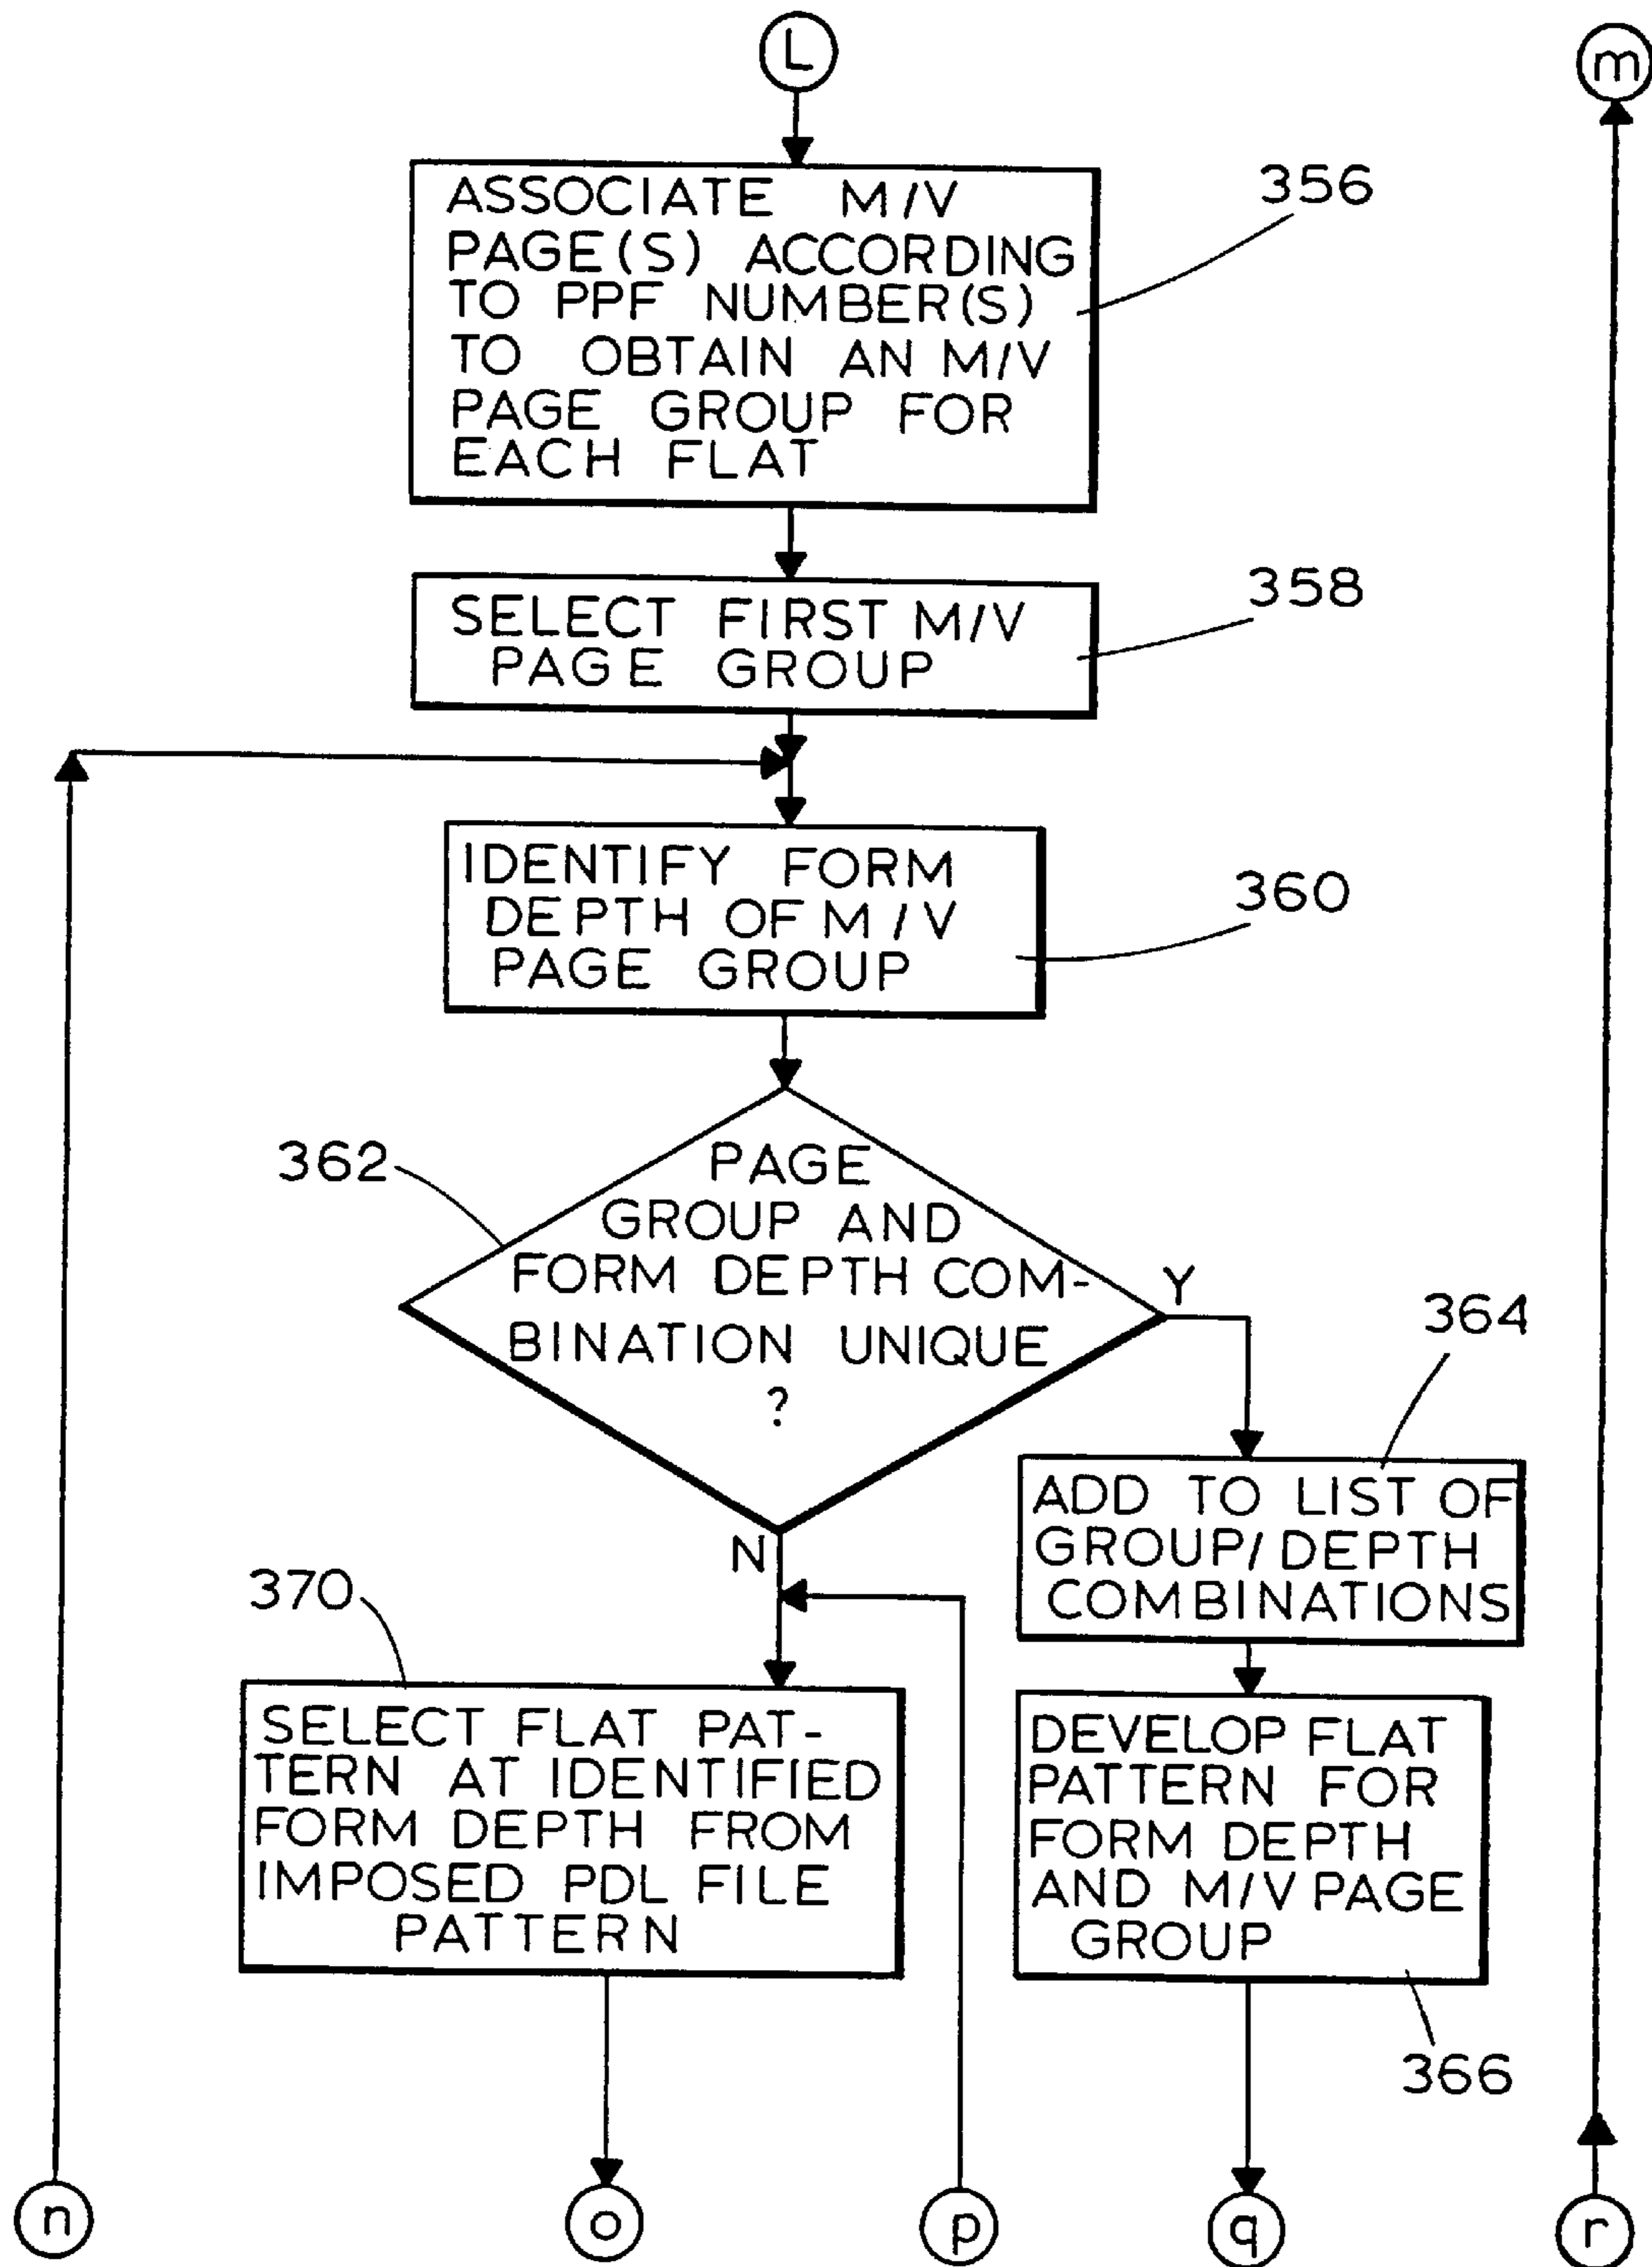 L
m
ASSOCIATE M/V
PAGE(S) ACCORDING
TO PPF NUMBER(S)
TO OBTAIN AN M/V
PAGE GROUP FOR
EACH FLAT
356
SELECT FIRST M/V
PAGE GROUP
358
IDENTIFY FORM
DEPTH OF M/V
PAGE GROUP
360
362
PAGE
GROUP AND
FORM DEPTH COM-
BINATION UNIQUE
?
Y
N
364
ADD TO LIST OF
GROUP/DEPTH
COMBINATIONS
370
SELECT FLAT PAT-
TERN AT IDENTIFIED
FORM DEPTH FROM
IMPOSED PDL FILE
PATTERN
DEVELOP FLAT
PATTERN FOR
FORM DEPTH
AND M/V PAGE
GROUP
366
n
o
p
q
r